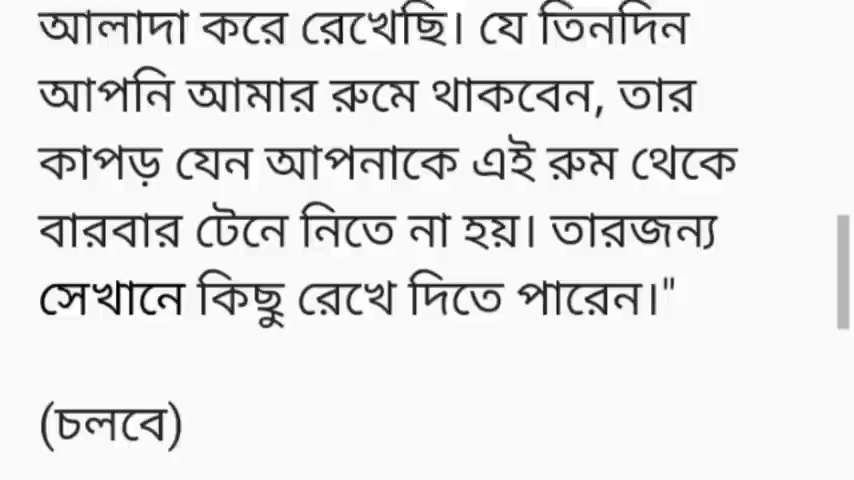 আলাদা করে রেখেছি। যে তিনদিন
আপনি আমার রুমে থাকবেন, তার
কাপড় যেন আপনাকে এই রুম থেকে
বারবার টেনে নিতে না হয়। তারজন্য
সেখানে কিছু রেখে দিতে পারেন।"
(চলবে)